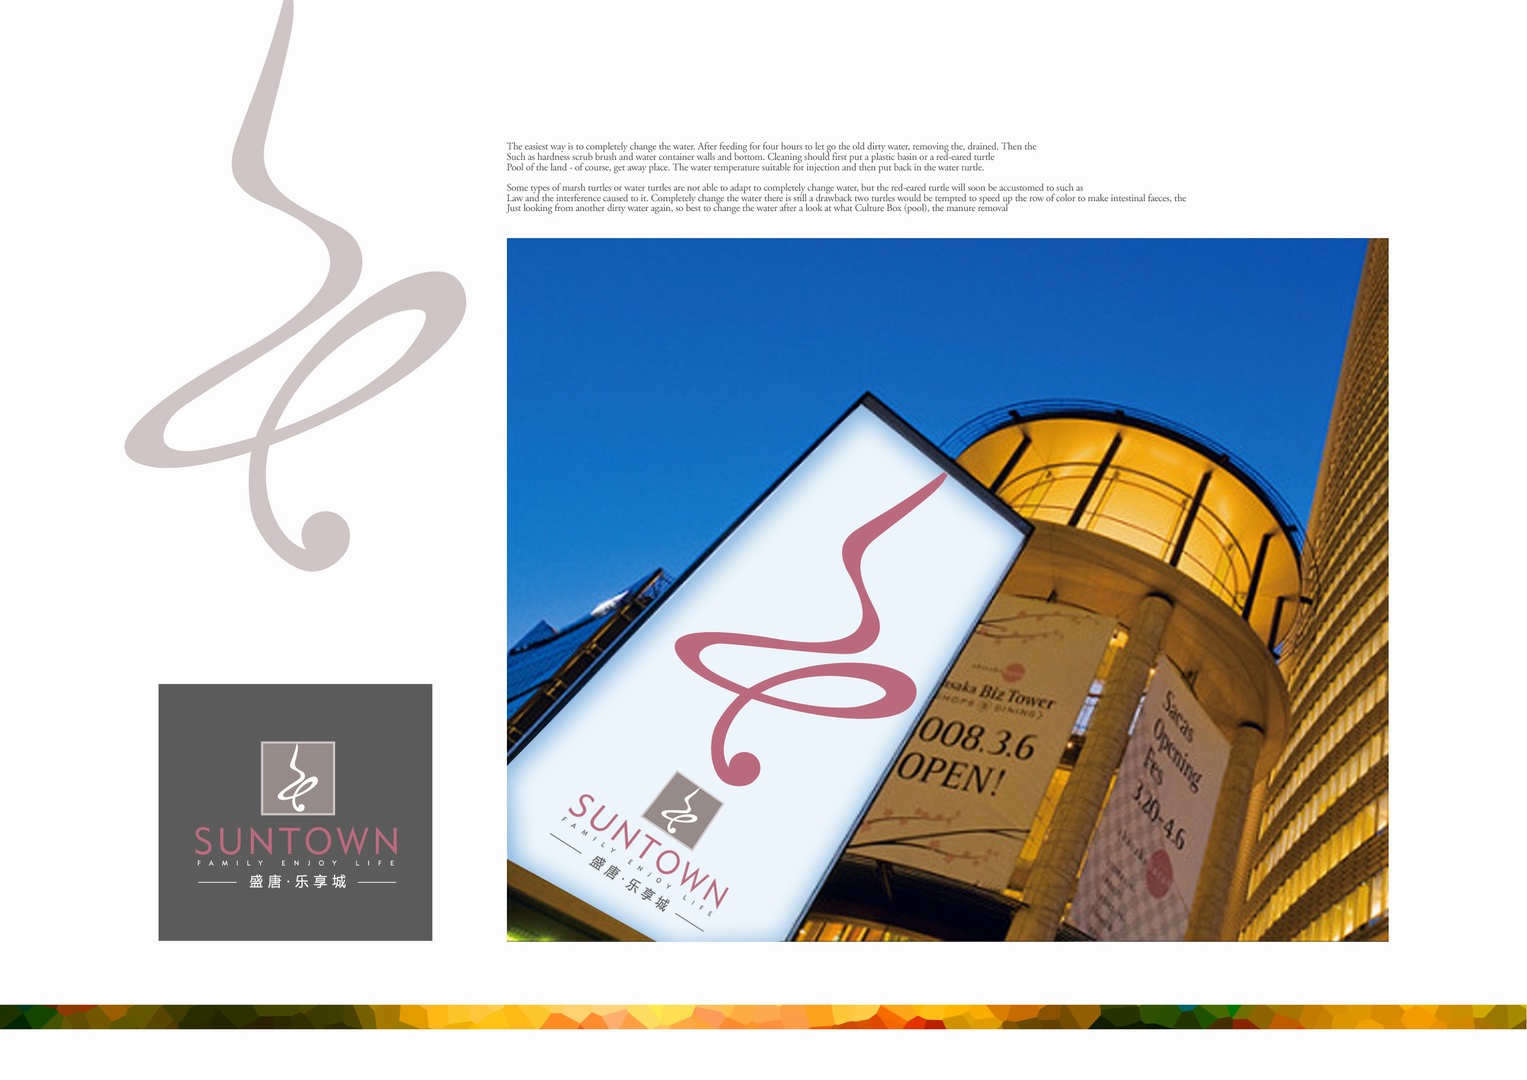 The easiest way is to completely change the water. After feeding for four hours to let go the old dirty water, removing the, drained. Then the
Such as hardness scrub brush and water container walls and bottom. Cleaning should first put a plastic basin or a red-eared turtle
Pool of the land - of course, get away place. The water temperature suitable for injection and then put back in the water turtle.
Some types of marsh turtles or water turtles are not able to adapt to completely change water, but the red-eared turtle will soon be accustomed to such as
Law and the interference caused to it. Completely change the water there is still a drawback two turtles would be tempted to speed up the row of color to make intestinal faeces, the
Just looking from another dirty water again, so best to change the water after a look at what Culture Box (pool), the manure removal
SUNTOWN
FAMILY ENJOY LIFE
盛唐·乐享城
SUNTOWN
FAMILY ENJOY LIFE
盛唐·乐享城
Biz Tower
SHOPS & DINING
008.3.6
OPEN!
Sacas
Opening
Fes
3.20~4.6